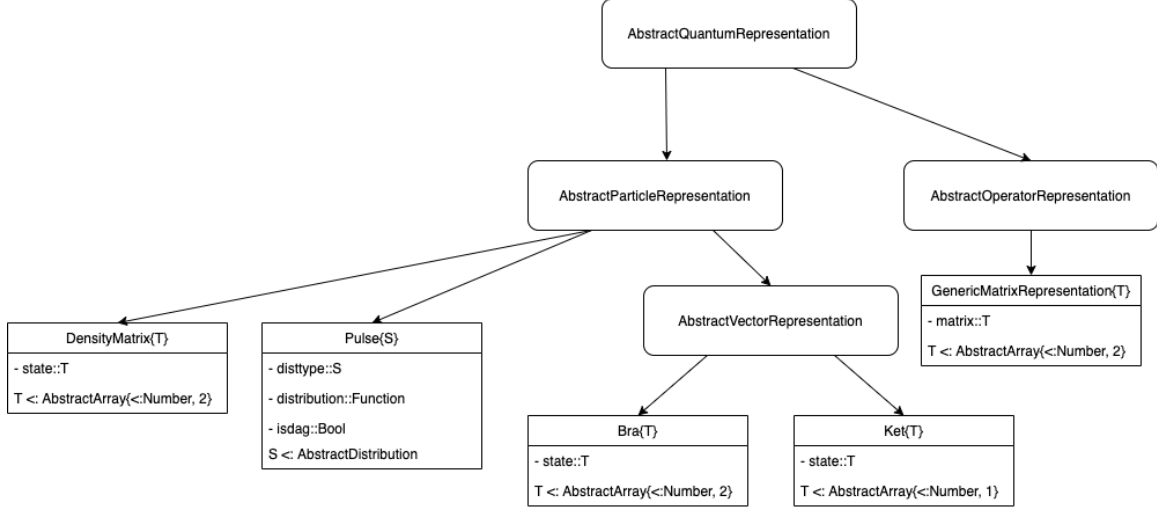 AbstractQuantumRepresentation
AbstractParticleRepresentation
AbstractOperatorRepresentation
GenericMatrixRepresentation{T}
- matrix::T
T <: AbstractArray{<:Number, 2}
AbstractVectorRepresentation
DensityMatrix{T}
- state::T
T <: AbstractArray{<:Number, 2}
Pulse{S}
- disttype::S
- distribution::Function
- isdag::Bool
S <: AbstractDistribution
Bra{T}
- state::T
T <: AbstractArray{<:Number, 2}
Ket{T}
- state::T
T <: AbstractArray{<:Number, 1}